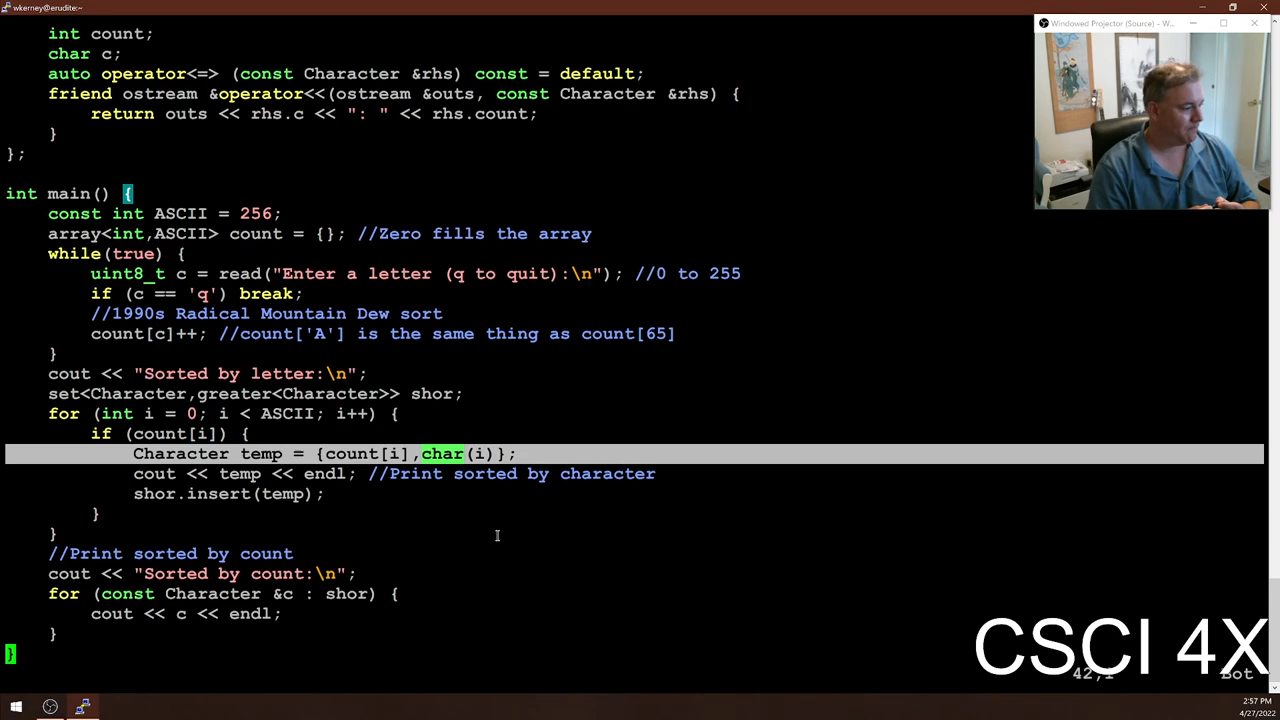 wkerney@erudite:~
Windowed Projector (Source) - W...
    int count;
    char c;
    auto operator<=> (const Character &rhs) const = default;
    friend ostream &operator<<(ostream &outs, const Character &rhs) {
        return outs << rhs.c << ": " << rhs.count;
    }
};
int main() {
    const int ASCII = 256;
    array<int,ASCII> count = {}; //Zero fills the array
    while(true) {
        uint8_t c = read("Enter a letter (q to quit):\n"); //0 to 255
        if (c == 'q') break;
        //1990s Radical Mountain Dew sort
        count[c]++; //count['A'] is the same thing as count[65]
    }
    cout << "Sorted by letter:\n";
    set<Character,greater<Character>> shor;
    for (int i = 0; i < ASCII; i++) {
        if (count[i]) {
            Character temp = {count[i],char(i)};
            cout << temp << endl; //Print sorted by character
            shor.insert(temp);
        }
    }
    //Print sorted by count
    cout << "Sorted by count:\n";
    for (const Character &c : shor) {
        cout << c << endl;
    }
}
CSCI 4X
42,1
Bot
2:57 PM
4/27/2022